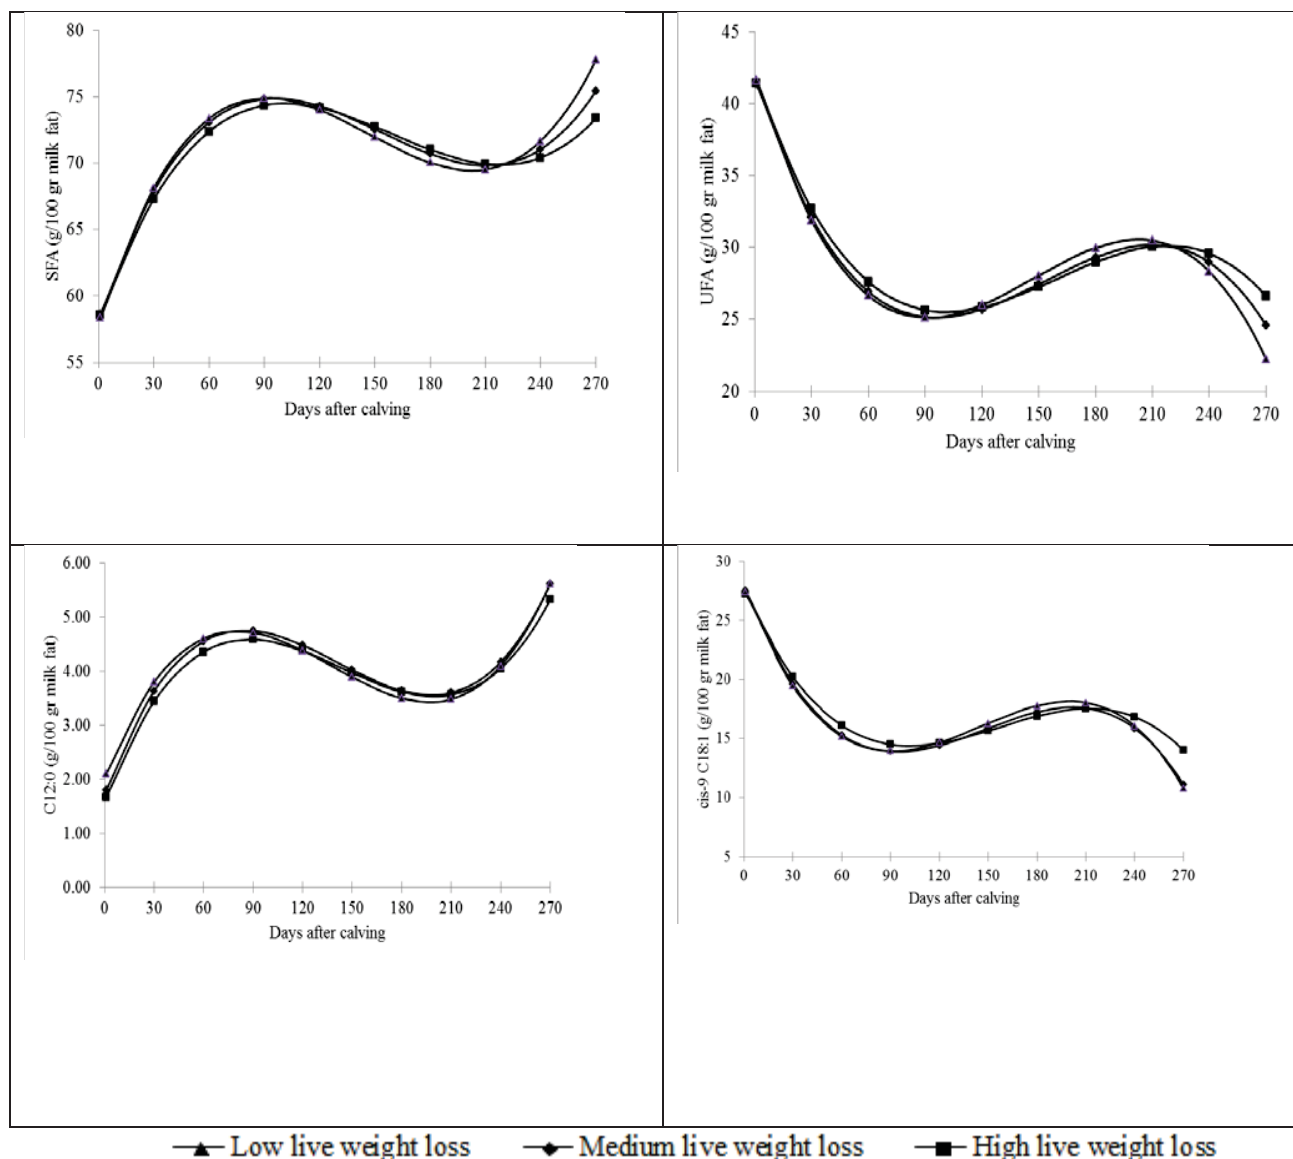 80
75
70
65
60
55
SFA (g/100 gr milk fat)
0 30 60 90 120 150 180 210 240 270
Days after calving
45
40
35
30
25
20
UFA (g/100 gr milk fat)
0 30 60 90 120 150 180 210 240 270
Days after calving
6.00
5.00
4.00
3.00
2.00
1.00
0.00
C12:0 (g/100 gr milk fat)
0 30 60 90 120 150 180 210 240 270
Days after calving
30
25
20
15
10
5
cis-9 C18:1 (g/100 gr milk fat)
0 30 60 90 120 150 180 210 240 270
Days after calving
Low live weight loss Medium live weight loss High live weight loss